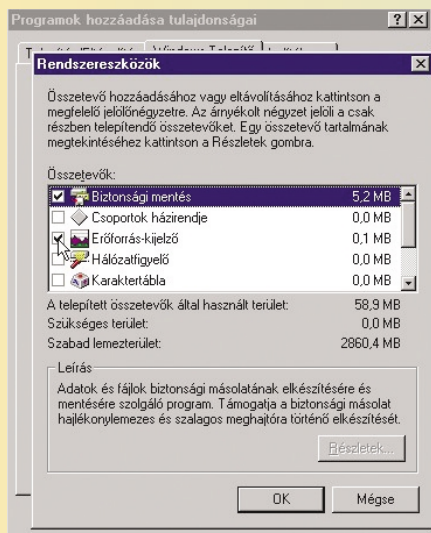 Programok hozzáadása tulajdonságai
Rendszereszközök
Összetevő hozzáadásához vagy eltávolításához kattintson a
megfelelő jelölőnégyzetre. Az árnyékolt négyzet jelöli a csak
részben telepítendő összetevőket. Egy összetevő tartalmának
megtekintéséhez kattintson a Részletek gombra.
Összetevők:
Biztonsági mentés 5,2 MB
Csoportok házirendje 0,0 MB
Erőforrás-kijelző 0,1 MB
Hálózatfigyelő 0,0 MB
Karaktertábla 0,0 MB
A telepített összetevők által használt terület: 58,9 MB
Szükséges terület: 0,0 MB
Szabad lemezterület: 2860,4 MB
Leírás
Adatok és fájlok biztonsági másolatának elkészítésére és
mentésére szolgáló program. Támogatja a biztonsági másolat
hajlékonylemezes és szalagos meghajtóra történő elkészítését.
Részletek...
OK Mégse